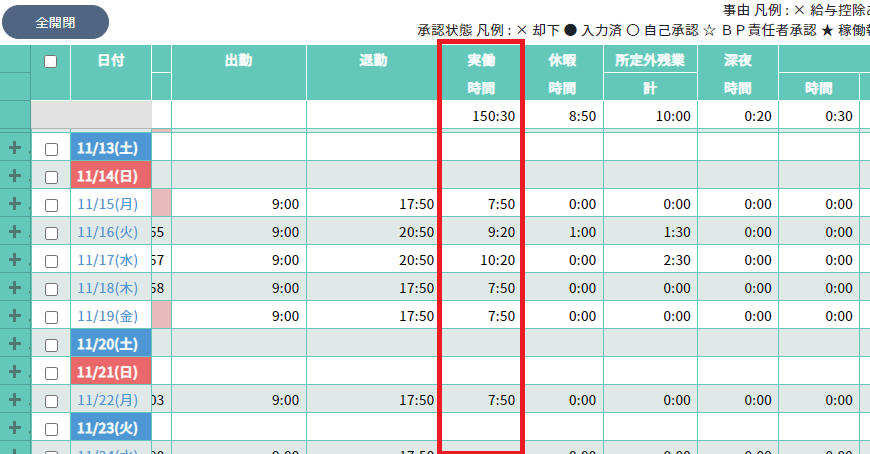 事由 凡例 : × 給与控除
全開閉
承認状態 凡例 : × 却下 ● 入力済 〇 自己承認 ☆ ＢＰ責任者承認 ★ 稼働
日付 出勤 退勤 実働 休暇 所定外残業 深夜
時間 時間 計 時間 時間
150:30 8:50 10:00 0:20 0:30
11/13(土)
11/14(日)
11/15(月) 9:00 17:50 7:50 0:00 0:00 0:00 0:00
11/16(火) 55 9:00 20:50 9:20 1:00 1:30 0:00 0:00
11/17(水) 57 9:00 20:50 10:20 0:00 2:30 0:00 0:00
11/18(木) 58 9:00 17:50 7:50 0:00 0:00 0:00 0:00
11/19(金) 9:00 17:50 7:50 0:00 0:00 0:00 0:00
11/20(土)
11/21(日)
11/22(月) 03 9:00 17:50 7:50 0:00 0:00 0:00 0:00
11/23(火)